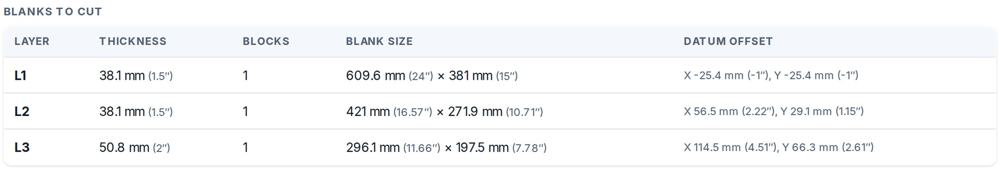 BLANKS TO CUT
LAYER THICKNESS BLOCKS BLANK SIZE DATUM OFFSET
L1 38.1 mm (1.5″) 1 609.6 mm (24″) × 381 mm (15″) X -25.4 mm (-1″), Y -25.4 mm (-1″)
L2 38.1 mm (1.5″) 1 421 mm (16.57″) × 271.9 mm (10.71″) X 56.5 mm (2.22″), Y 29.1 mm (1.15″)
L3 50.8 mm (2″) 1 296.1 mm (11.66″) × 197.5 mm (7.78″) X 114.5 mm (4.51″), Y 66.3 mm (2.61″)